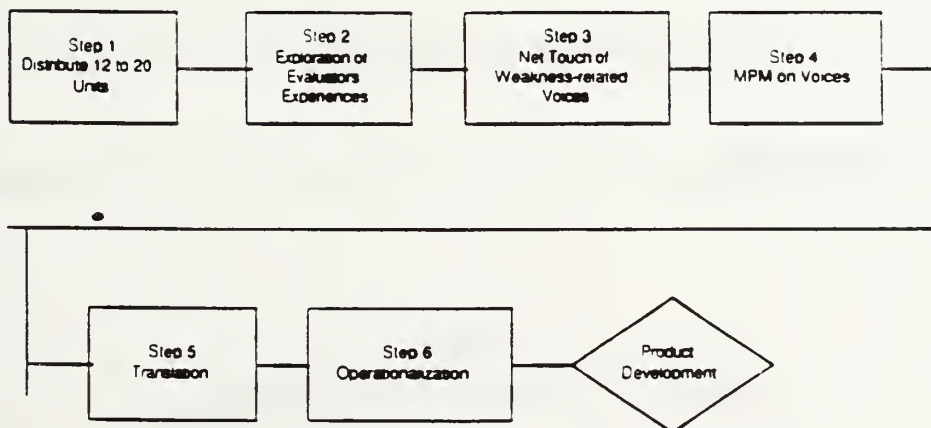 Step 1
Distribute 12 to 20
Units
Step 2
Exploration of
Evaluators
Experiences
Step 3
Net Touch of
Weakness-related
Voices
Step 4
MPM on Voices
Step 5
Translation
Step 6
Operationalization
Product
Development